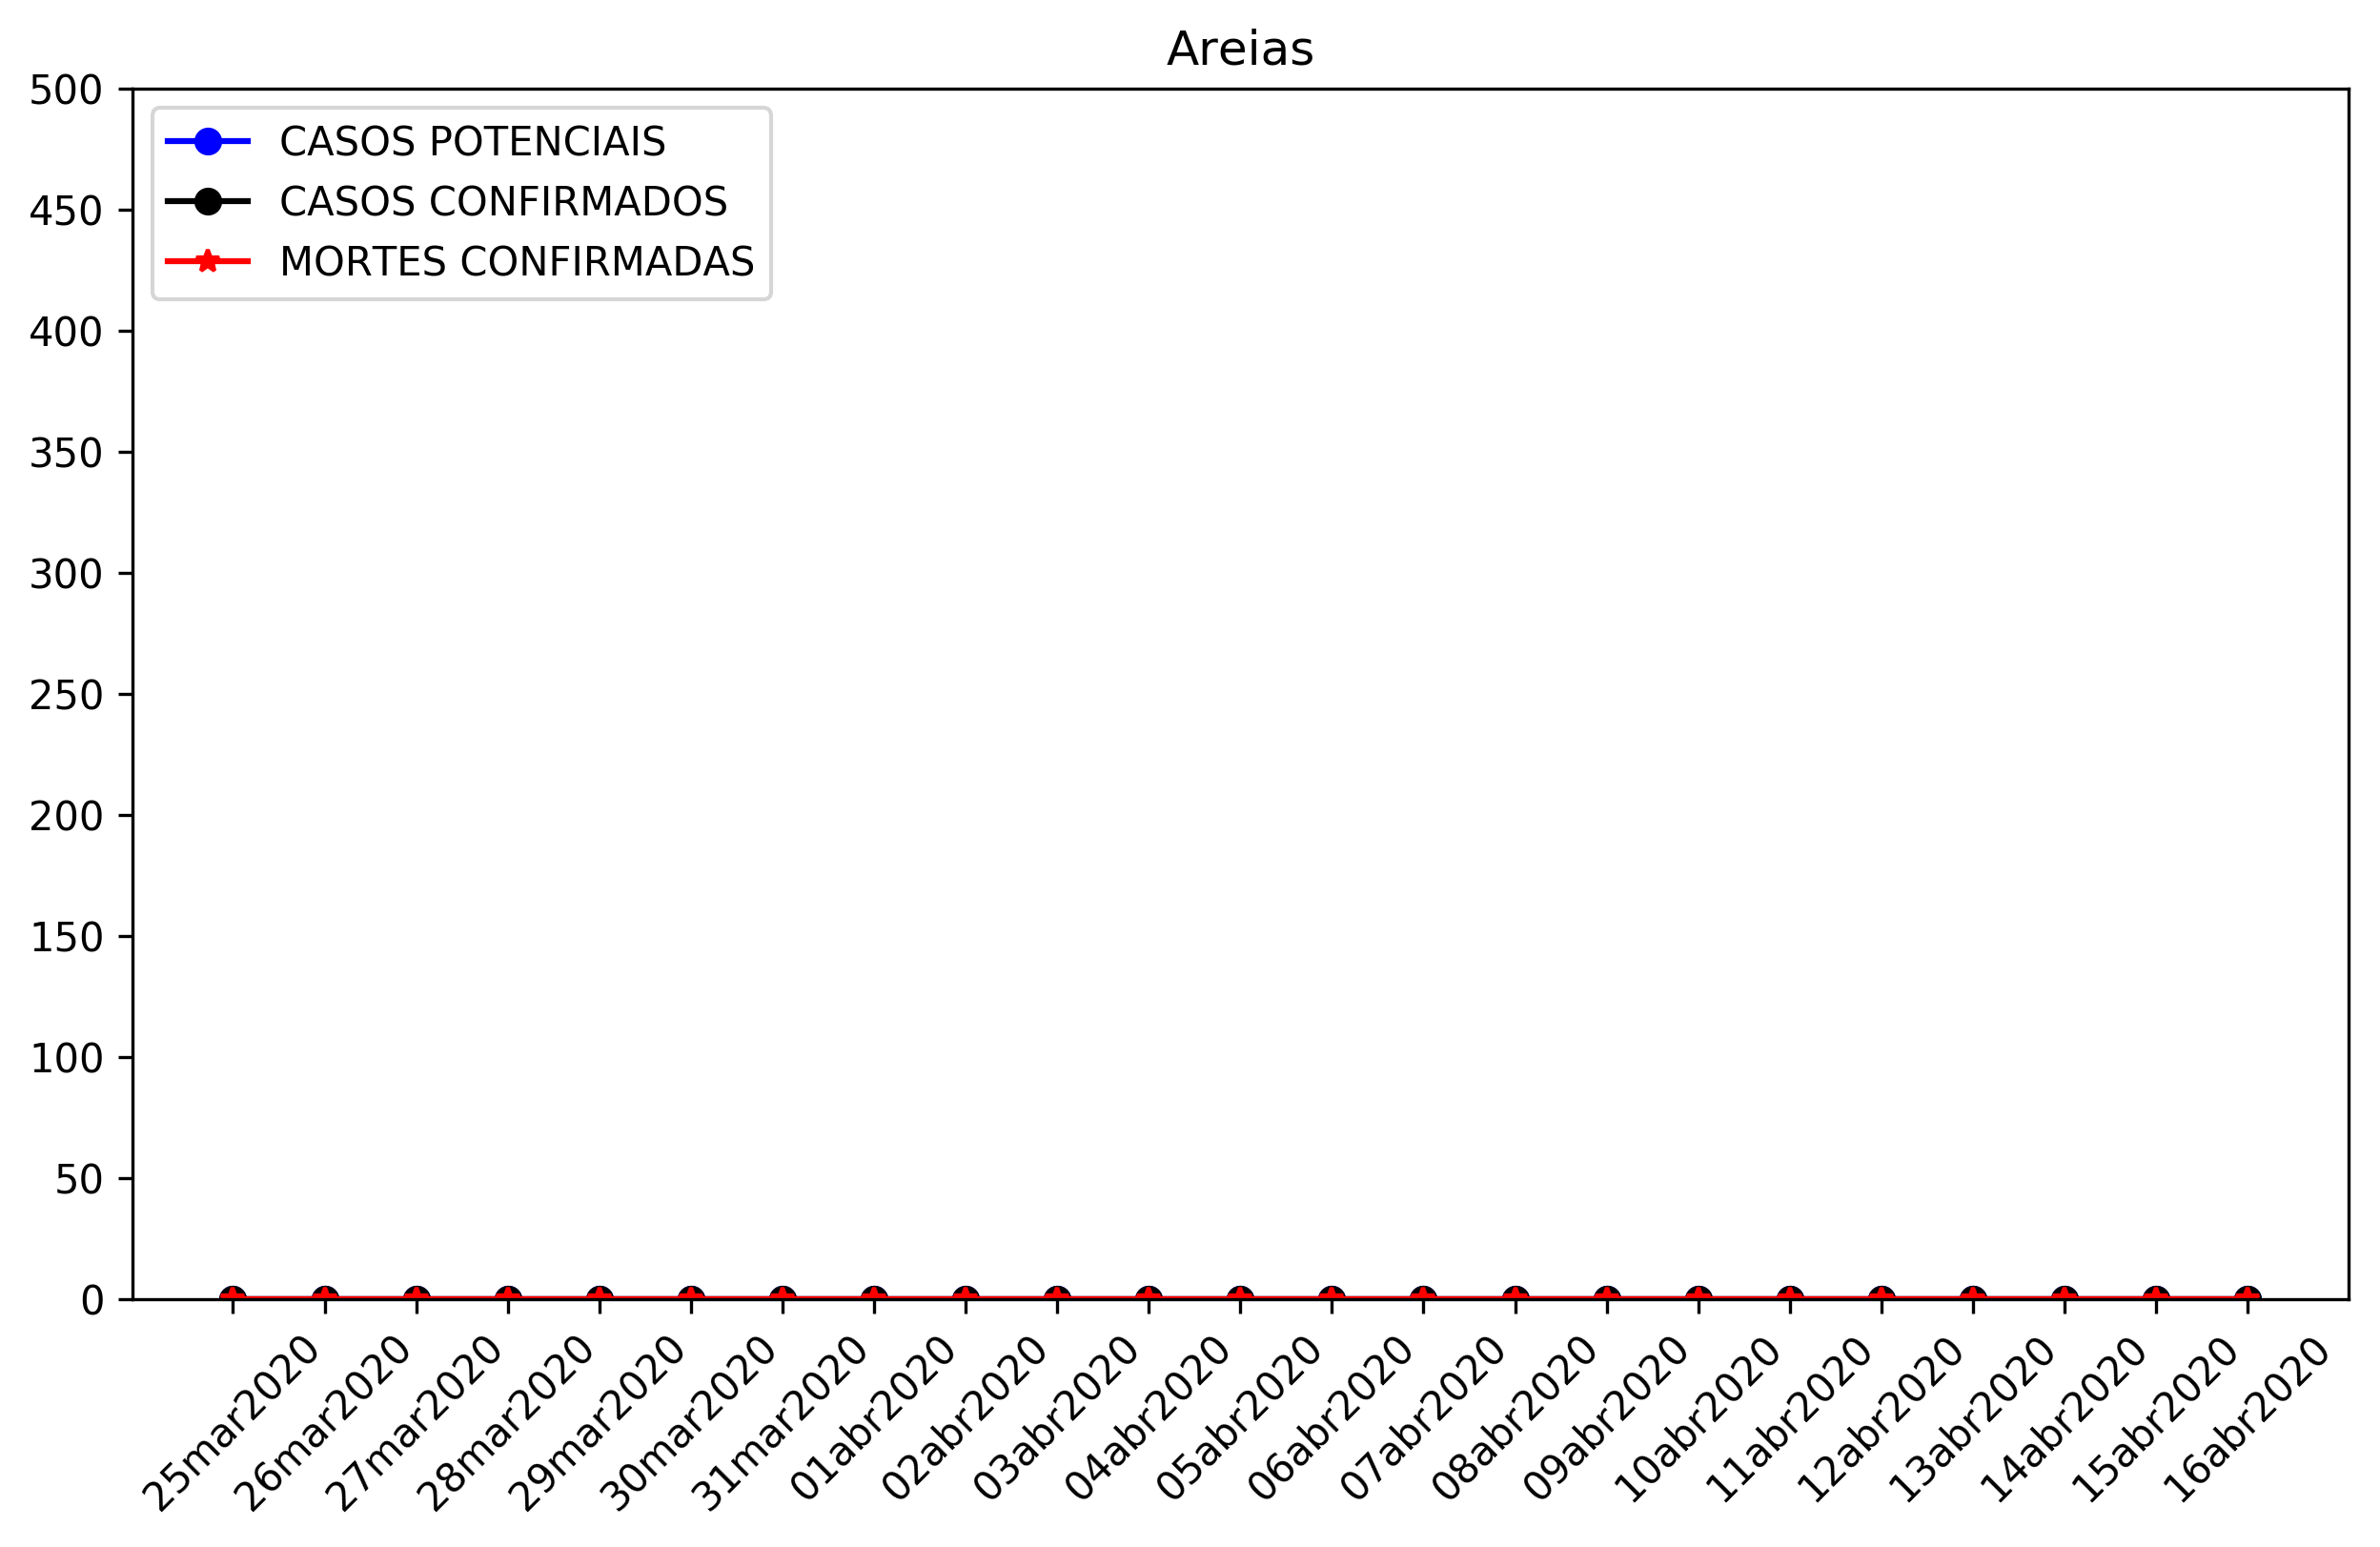 Areias
500
450
400
350
300
250
200
150
100
50
0
CASOS POTENCIAIS
CASOS CONFIRMADOS
MORTES CONFIRMADAS
25mar2020
26mar2020
27mar2020
28mar2020
29mar2020
30mar2020
31mar2020
01abr2020
02abr2020
03abr2020
04abr2020
05abr2020
06abr2020
07abr2020
08abr2020
09abr2020
10abr2020
11abr2020
12abr2020
13abr2020
14abr2020
15abr2020
16abr2020